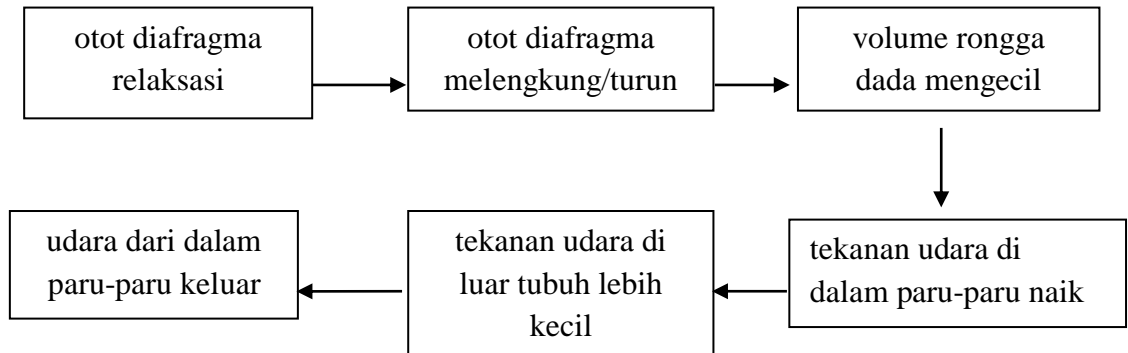 otot diafragma
relaksasi
otot diafragma
melengkung/turun
volume rongga
dada mengecil
tekanan udara di
dalam paru-paru naik
tekanan udara di
luar tubuh lebih
kecil
udara dari dalam
paru-paru keluar